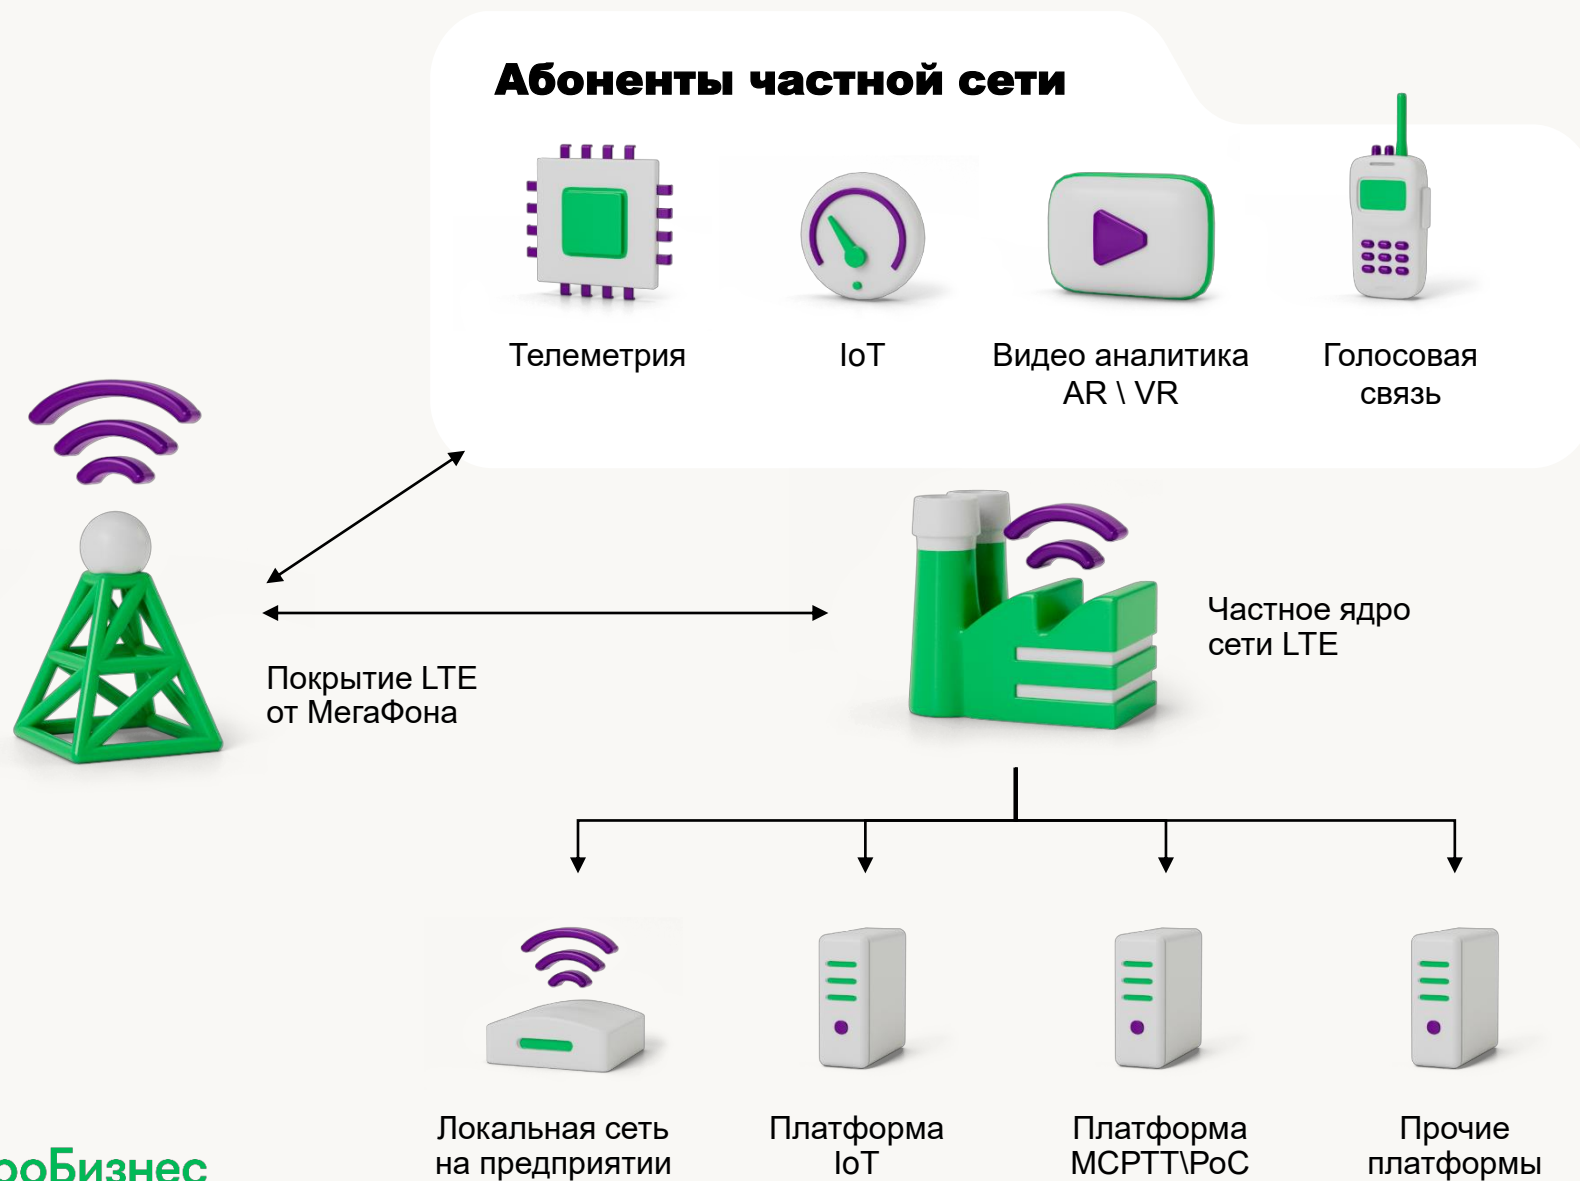 Абоненты частной сети
Телеметрия
IoT
Видео аналитика
AR \ VR
Голосовая
связь
Частное ядро
сети LTE
Покрытие LTE
от МегаФона
Локальная сеть
на предприятии
Платформа
IoT
Платформа
MCPTT\PoC
Прочие
платформы
роБизнес